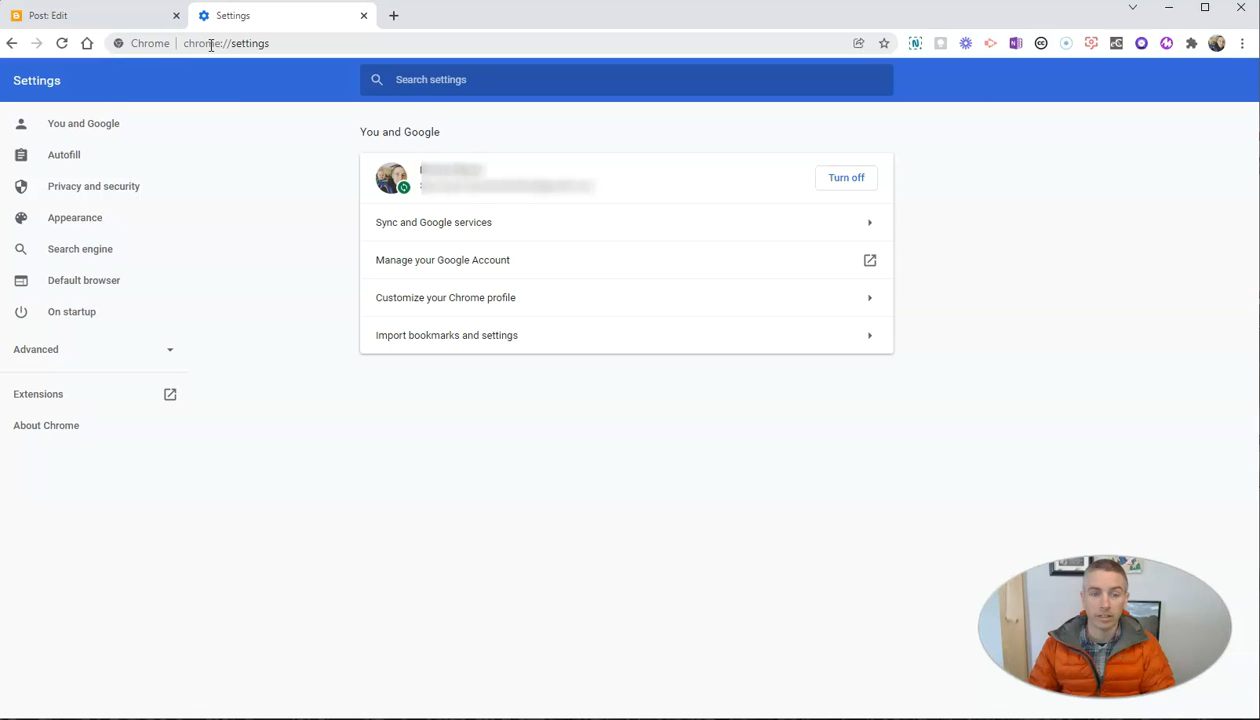 Post: Edit
Settings
Chrome
chrome://settings
Settings
Search settings
You and Google
Autofill
Privacy and security
Appearance
Search engine
Default browser
On startup
Advanced
Extensions
About Chrome
You and Google
Turn off
Sync and Google services
Manage your Google Account
Customize your Chrome profile
Import bookmarks and settings